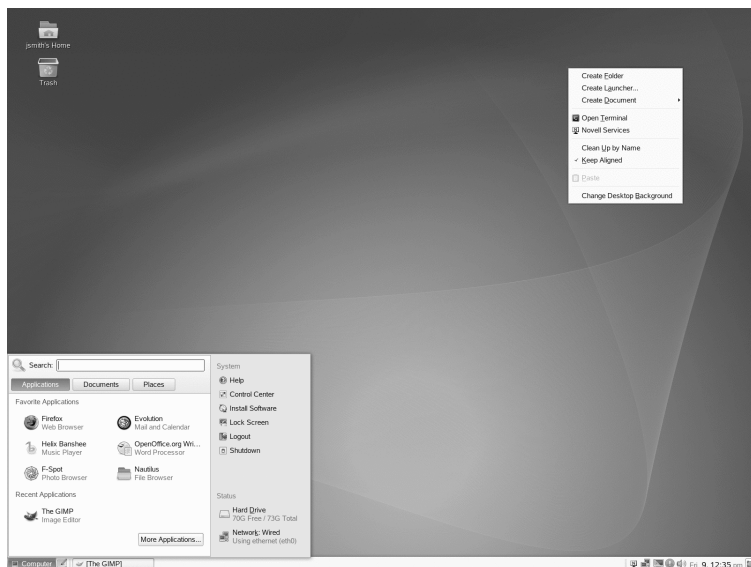 jsmith's Home
Trash
Create Folder
Create Launcher...
Create Document
Open Terminal
Novell Services
Clean Up by Name
Keep Aligned
Paste
Change Desktop Background
Search:
Applications
Documents
Places
Favorite Applications
Firefox
Web Browser
Evolution
Mail and Calendar
Helix Banshee
Music Player
OpenOffice.org Wri...
Word Processor
F-Spot
Photo Browser
Nautilus
File Browser
Recent Applications
The GIMP
Image Editor
More Applications...
System
Help
Control Center
Install Software
Lock Screen
Logout
Shutdown
Status
Hard Drive
70G Free / 73G Total
Network: Wired
Using ethernet (eth0)
Computer
[The GIMP]
Fri 9, 12:35 pm